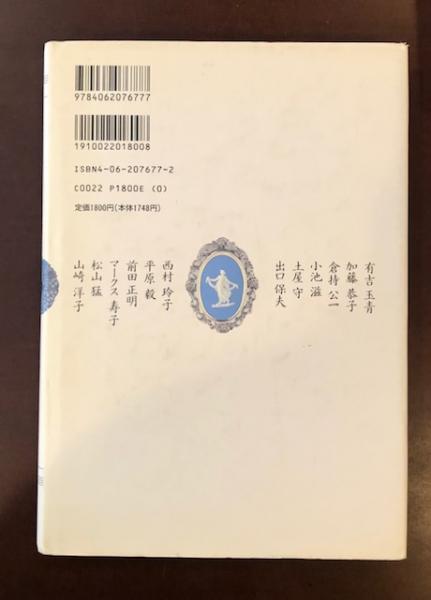 9784062076777
1910022018008
ISBN4-06-207677-2
C0022 P1800E (0)
定価1800円(本体1748円)
有吉 玉青
加藤 恭子
倉持 公一
小池 滋
土屋 守
出口 保夫
西村 玲子
平原 毅
前田 正明
マークス 寿子
松山 猛
山崎 洋子